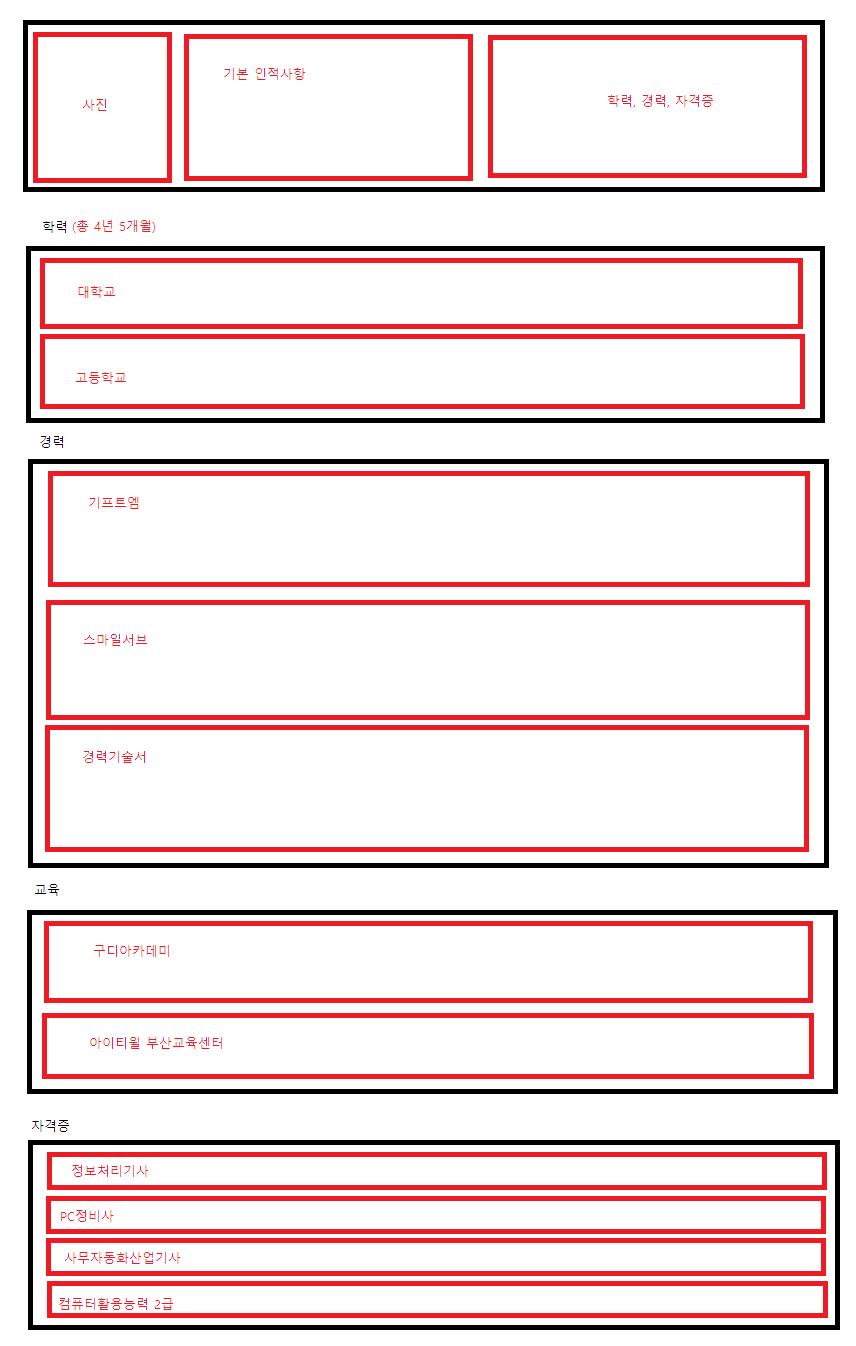 사진
기본 인적사항
학력, 경력, 자격증
학력 (총 4년 5개월)
대학교
고등학교
경력
기프트엠
스마일서브
경력기술서
교육
구디아카데미
아이티윌 부산교육센터
자격증
정보처리기사
PC정비사
사무자동화산업기사
컴퓨터활용능력 2급